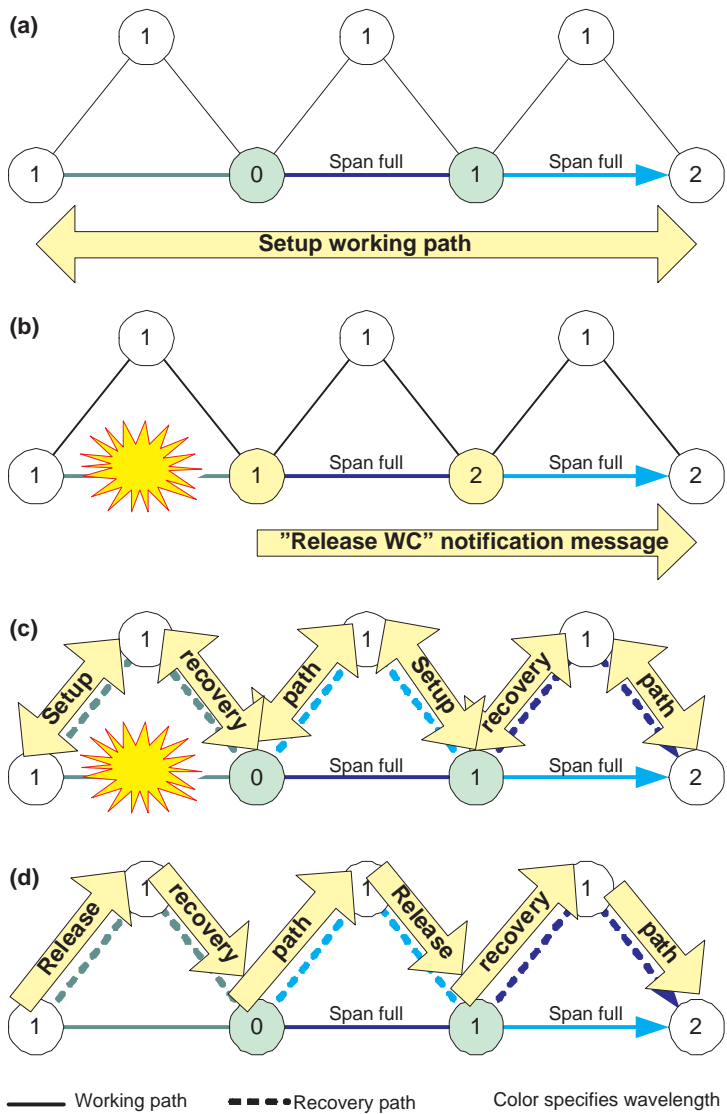 (a)
1 1 1
Span full Span full
1 0 1 2
Setup working path
(b)
1 1 1
Span full Span full
1 1 2 2
”Release WC” notification message
(c)
1 1 1
Setup recovery path Setup recovery path
Span full Span full
1 0 1 2
(d)
1 1 1
Release recovery path Release recovery path
Span full Span full
1 0 1 2
Working path Recovery path Color specifies wavelength